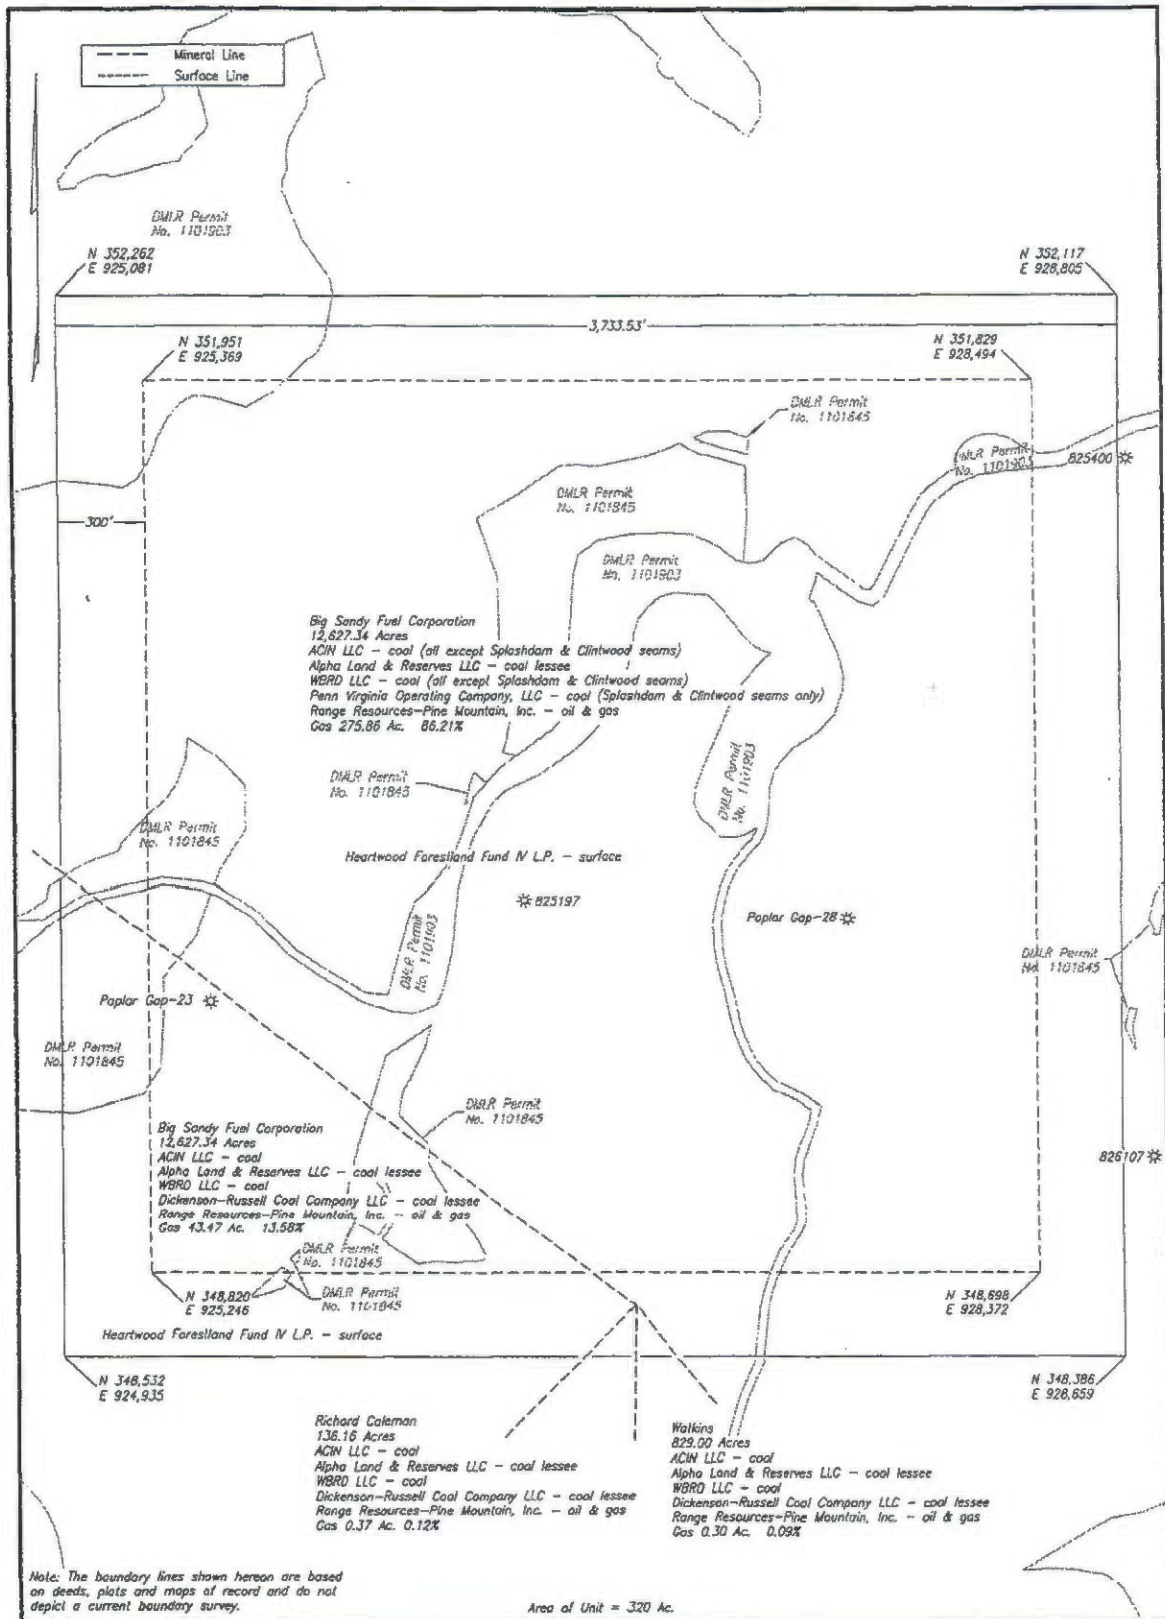 Mineral Line
Surface Line
DMLR Permit
No. 1101903
N 352,262
E 925,081
N 352,117
E 928,805
3,733.53'
N 351,951
E 925,369
N 351,829
E 928,494
DMLR Permit
No. 1101845
DMLR Permit
No. 1101903
825400
DMLR Permit
No. 1101845
300'
DMLR Permit
No. 1101903
Big Sandy Fuel Corporation
12,627.34 Acres
ACIN LLC - coal (all except Splashdam & Clintwood seams)
Alpha Land & Reserves LLC - coal lessee
WBRD LLC - coal (all except Splashdam & Clintwood seams)
Penn Virginia Operating Company, LLC - coal (Splashdam & Clintwood seams only)
Range Resources-Pine Mountain, Inc. - oil & gas
Gas 275.86 Ac. 86.21%
DMLR Permit
No. 1101845
DMLR Permit
No. 1101903
DMLR Permit
No. 1101845
Heartwood Forestland Fund IV L.P. - surface
825197
Poplar Gap-28
DMLR Permit
No. 1101903
DMLR Permit
No. 1101845
Poplar Gap-23
DMLR Permit
No. 1101845
DMLR Permit
No. 1101845
Big Sandy Fuel Corporation
12,627.34 Acres
ACIN LLC - coal
Alpha Land & Reserves LLC - coal lessee
WBRD LLC - coal
Dickenson-Russell Coal Company LLC - coal lessee
Range Resources-Pine Mountain, Inc. - oil & gas
Gas 43.47 Ac. 13.58%
826107
DMLR Permit
No. 1101845
N 348,820
E 925,246
DMLR Permit
No. 1101845
N 348,698
E 928,372
Heartwood Forestland Fund IV L.P. - surface
N 348,532
E 924,935
N 348,386
E 928,659
Richard Coleman
136.16 Acres
ACIN LLC - coal
Alpha Land & Reserves LLC - coal lessee
WBRD LLC - coal
Dickenson-Russell Coal Company LLC - coal lessee
Range Resources-Pine Mountain, Inc. - oil & gas
Gas 0.37 Ac. 0.12%
Watkins
829.00 Acres
ACIN LLC - coal
Alpha Land & Reserves LLC - coal lessee
WBRD LLC - coal
Dickenson-Russell Coal Company LLC - coal lessee
Range Resources-Pine Mountain, Inc. - oil & gas
Gas 0.30 Ac. 0.09%
Note: The boundary lines shown hereon are based
on deeds, plats and maps of record and do not
depict a current boundary survey.
Area of Unit = 320 Ac.